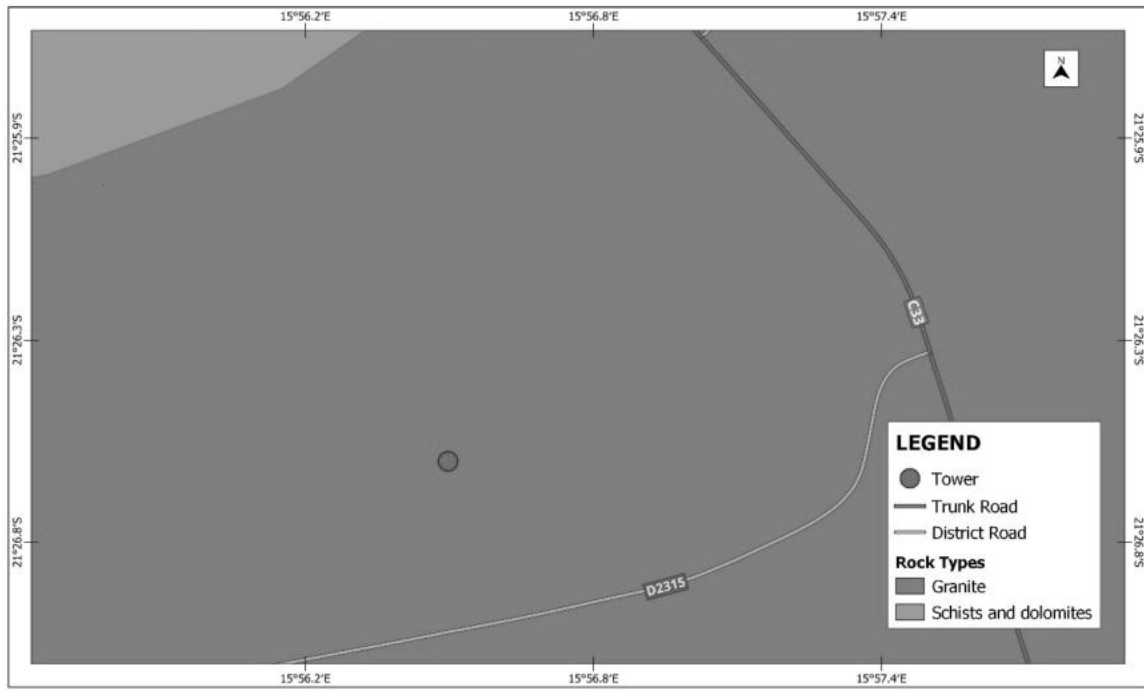 15°56.2'E 15°56.8'E 15°57.4'E
N
21°25.9'S 21°25.9'S
C33
21°26.3'S 21°26.3'S
LEGEND
Tower
Trunk Road
District Road
Rock Types
Granite
Schists and dolomites
21°26.8'S 21°26.8'S
D2315
15°56.2'E 15°56.8'E 15°57.4'E